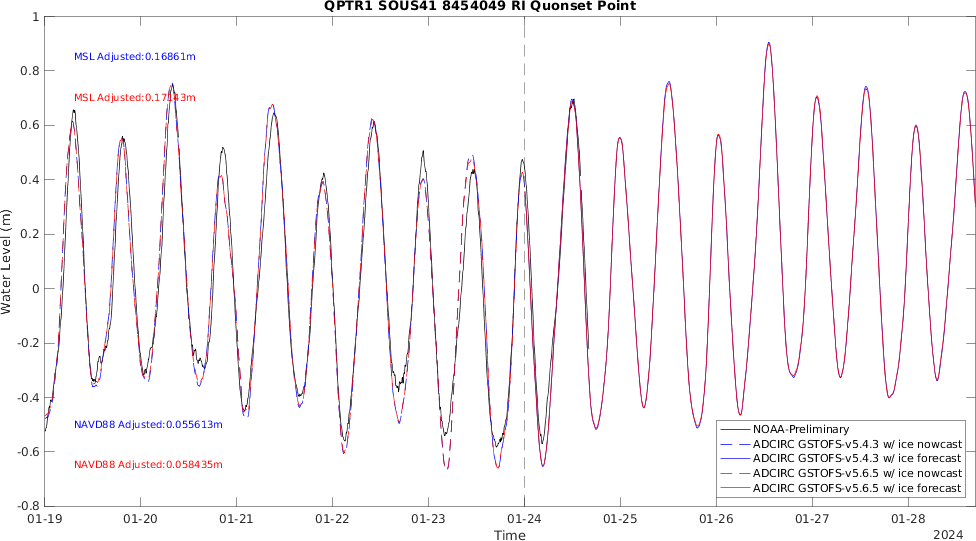 QPTR1 SOUS41 8454049 RI Quonset Point
1
0.8
0.6
0.4
0.2
0
-0.2
-0.4
-0.6
-0.8
Water Level (m)
MSL Adjusted:0.16861m
MSL Adjusted:0.17143m
NAVD88 Adjusted:0.055613m
NAVD88 Adjusted:0.058435m
NOAA-Preliminary
ADCIRC GSTOFS-v5.4.3 w/ ice nowcast
ADCIRC GSTOFS-v5.4.3 w/ ice forecast
ADCIRC GSTOFS-v5.6.5 w/ ice nowcast
ADCIRC GSTOFS-v5.6.5 w/ ice forecast
01-19 01-20 01-21 01-22 01-23 01-24 01-25 01-26 01-27 01-28
Time
2024